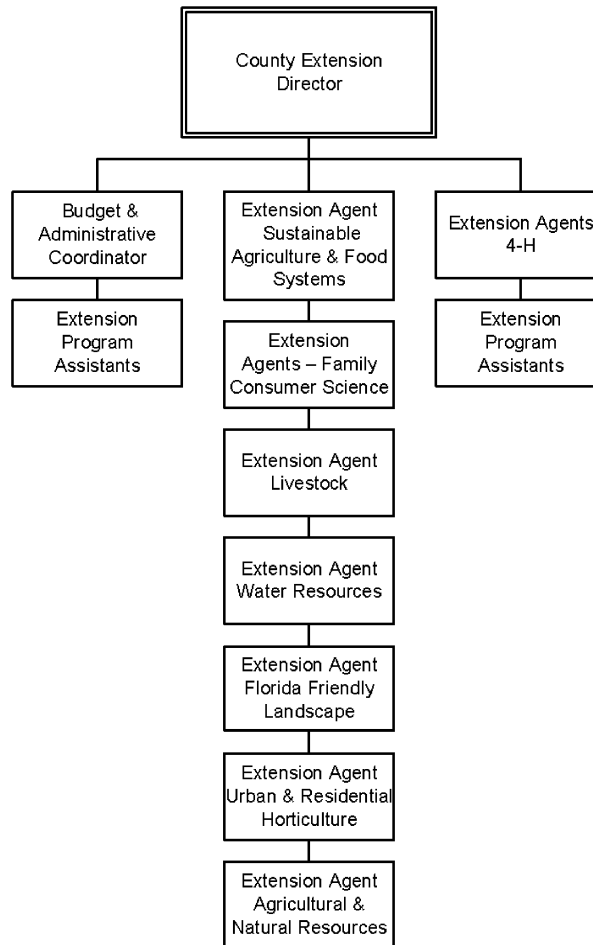 County Extension
Director
Budget &
Administrative
Coordinator
Extension Agent
Sustainable
Agriculture & Food
Systems
Extension Agents
4-H
Extension
Program
Assistants
Extension
Agents – Family
Consumer Science
Extension
Program
Assistants
Extension Agent
Livestock
Extension Agent
Water Resources
Extension Agent
Florida Friendly
Landscape
Extension Agent
Urban & Residential
Horticulture
Extension Agent
Agricultural &
Natural Resources